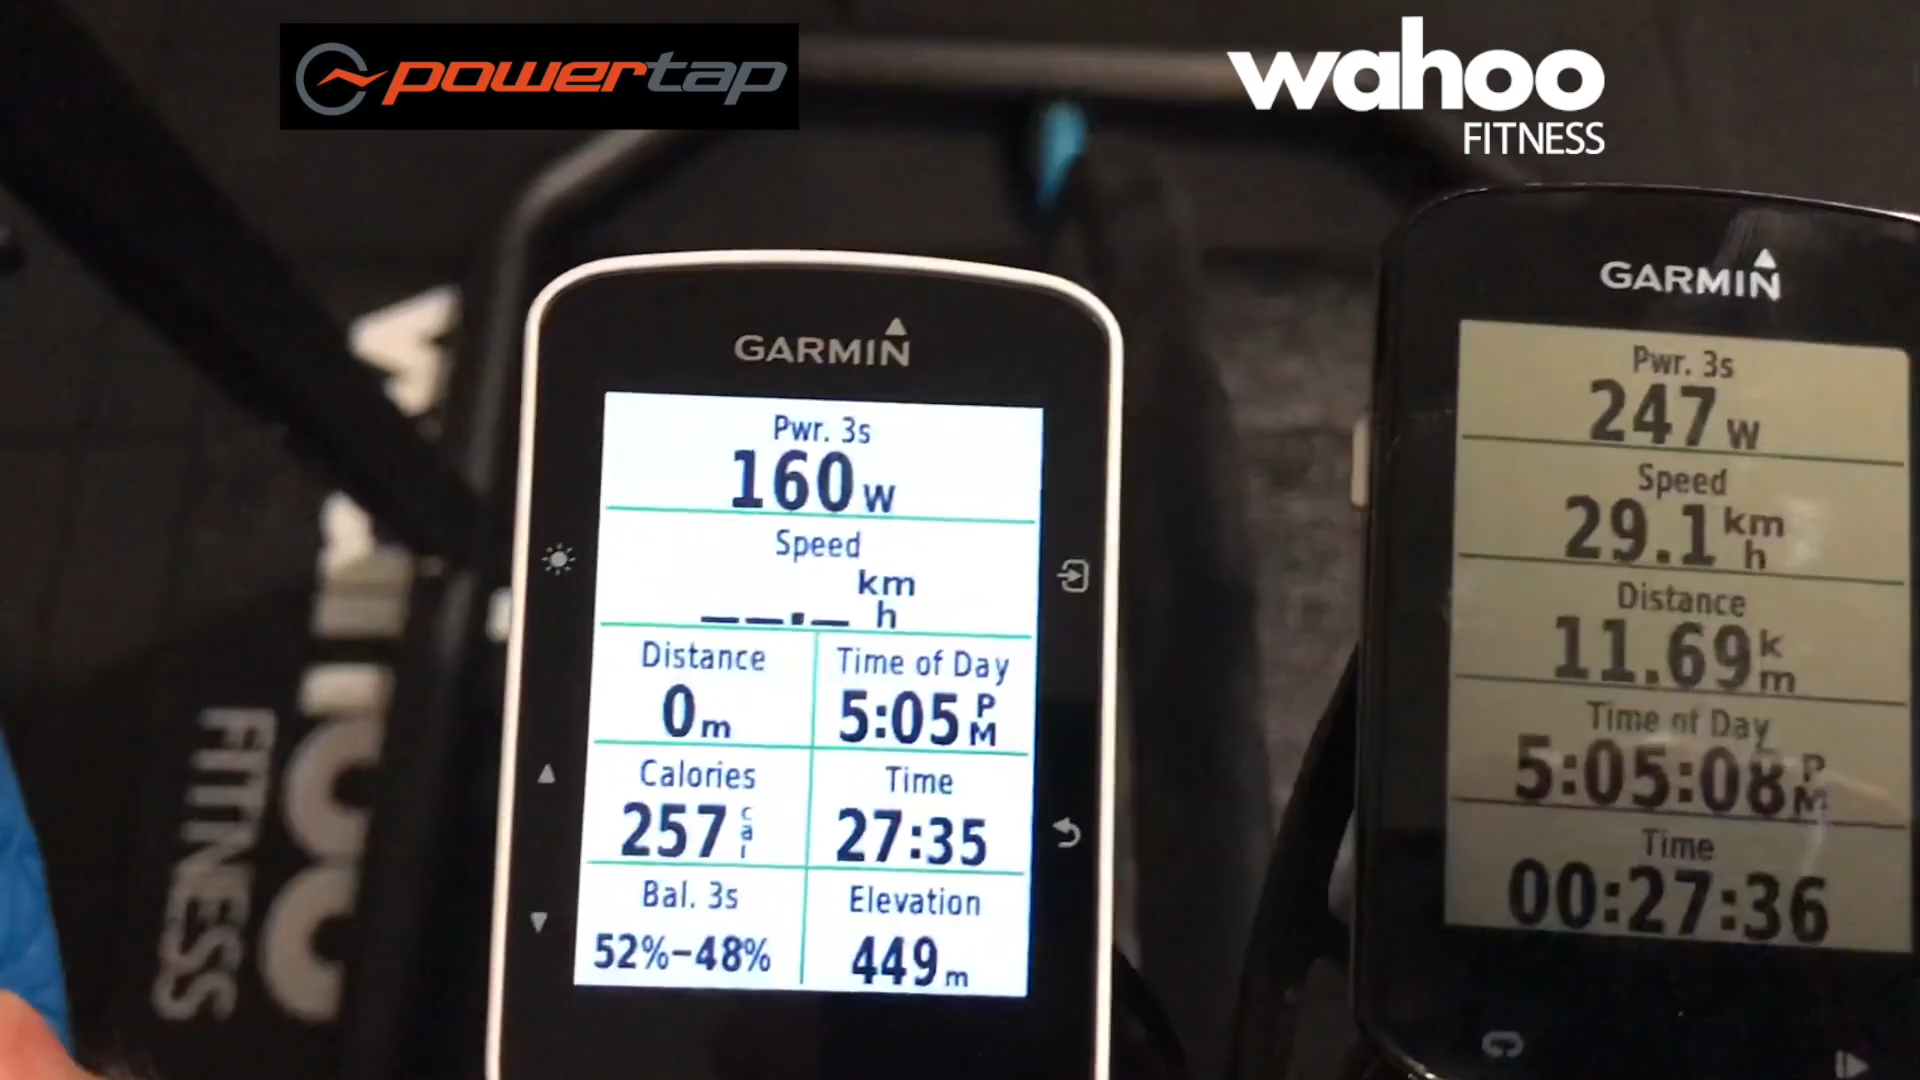 powertap
wahoo
FITNESS
GARMIN
Pwr. 3s
160 W
Speed
__._ km h
Distance
0 m
Time of Day
5:05 PM
Calories
257 cal
Time
27:35
Bal. 3s
52%-48%
Elevation
449 m
GARMIN
Pwr. 3s
247 W
Speed
29.1 km h
Distance
11.69 km
Time of Day
5:05:08 PM
Time
00:27:36
FITNESS